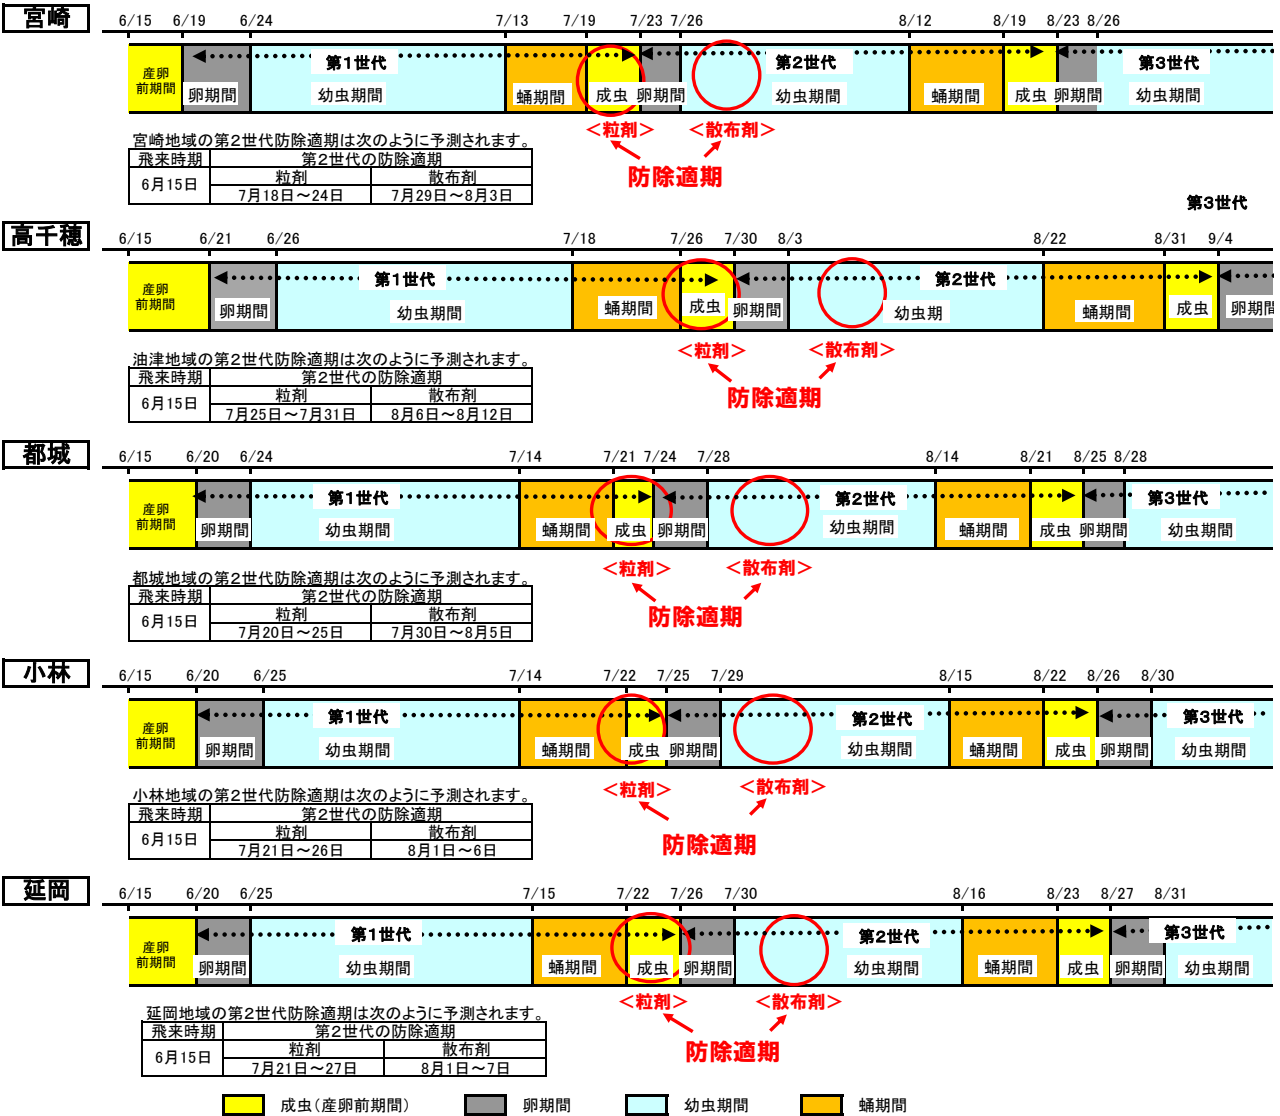 宮崎
6/15 6/19 6/24 7/13 7/19 7/23 7/26 8/12 8/19 8/23 8/26
第1世代 第2世代 第3世代
産卵
前期間 卵期間 幼虫期間 蛹期間 成虫 卵期間 幼虫期間 蛹期間 成虫 卵期間 幼虫期間
＜粒剤＞ ＜散布剤＞
防除適期
宮崎地域の第2世代防除適期は次のように予測されます。
飛来時期 第2世代の防除適期
6月15日 粒剤 散布剤
7月18日～24日 7月29日～8月3日
第3世代
高千穂
6/15 6/21 6/26 7/18 7/26 7/30 8/3 8/22 8/31 9/4
第1世代 第2世代
産卵
前期間 卵期間 幼虫期間 蛹期間 成虫 卵期間 幼虫期 蛹期間 成虫 卵期間
＜粒剤＞ ＜散布剤＞
防除適期
油津地域の第2世代防除適期は次のように予測されます。
飛来時期 第2世代の防除適期
6月15日 粒剤 散布剤
7月25日～7月31日 8月6日～8月12日
都城
6/15 6/20 6/24 7/14 7/21 7/24 7/28 8/14 8/21 8/25 8/28
第1世代 第2世代 第3世代
産卵
前期間 卵期間 幼虫期間 蛹期間 成虫 卵期間 幼虫期間 蛹期間 成虫 卵期間 幼虫期間
＜粒剤＞ ＜散布剤＞
防除適期
都城地域の第2世代防除適期は次のように予測されます。
飛来時期 第2世代の防除適期
6月15日 粒剤 散布剤
7月20日～25日 7月30日～8月5日
小林
6/15 6/20 6/25 7/14 7/22 7/25 7/29 8/15 8/22 8/26 8/30
第1世代 第2世代 第3世代
産卵
前期間 卵期間 幼虫期間 蛹期間 成虫 卵期間 幼虫期間 蛹期間 成虫 卵期間 幼虫期間
＜粒剤＞ ＜散布剤＞
防除適期
小林地域の第2世代防除適期は次のように予測されます。
飛来時期 第2世代の防除適期
6月15日 粒剤 散布剤
7月21日～26日 8月1日～6日
延岡
6/15 6/20 6/25 7/15 7/22 7/26 7/30 8/16 8/23 8/27 8/31
第1世代 第2世代 第3世代
産卵
前期間 卵期間 幼虫期間 蛹期間 成虫 卵期間 幼虫期間 蛹期間 成虫 卵期間 幼虫期間
＜粒剤＞ ＜散布剤＞
防除適期
延岡地域の第2世代防除適期は次のように予測されます。
飛来時期 第2世代の防除適期
6月15日 粒剤 散布剤
7月21日～27日 8月1日～7日
成虫(産卵前期間) 卵期間 幼虫期間 蛹期間